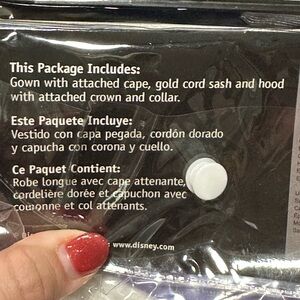 This Package Includes:
Gown with attached cape, gold cord sash and hood
with attached crown and collar.
Este Paquete Incluye:
Vestido con capa pegada, cordón dorado
y capucha con corona y cuello.
Ce Paquet Contient:
Robe longue avec cape attenante,
cordelière dorée et capuchon avec
couronne et col attenants.
www.disney.com